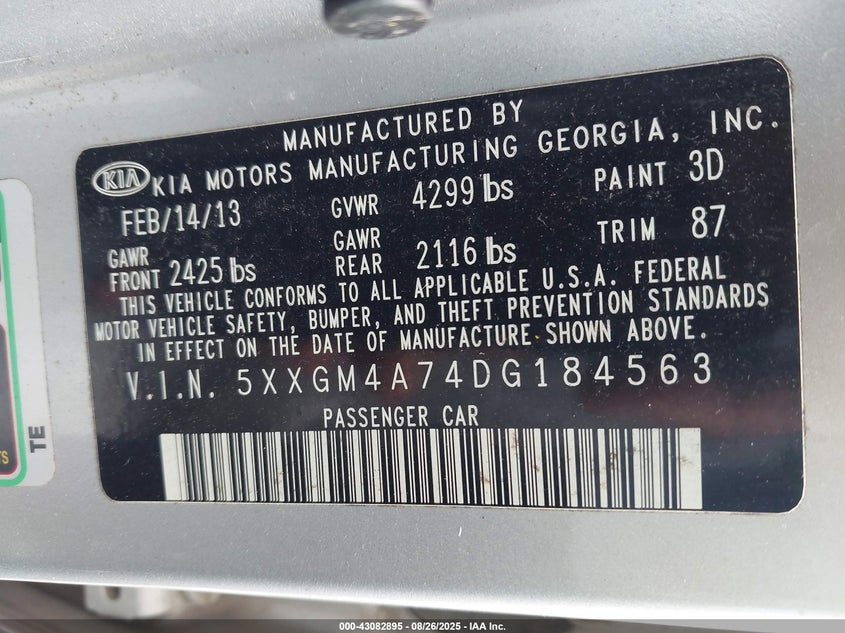 MANUFACTURED BY
KIA KIA MOTORS MANUFACTURING GEORGIA, INC.
FEB/14/13 GVWR 4299 lbs PAINT 3D
GAWR FRONT 2425 lbs GAWR REAR 2116 lbs TRIM 87
THIS VEHICLE CONFORMS TO ALL APPLICABLE U.S.A. FEDERAL
MOTOR VEHICLE SAFETY, BUMPER, AND THEFT PREVENTION STANDARDS
IN EFFECT ON THE DATE OF MANUFACTURE SHOWN ABOVE.
V.I.N. 5XXGM4A74DG184563
PASSENGER CAR
TE
000-43082895 - 08/26/2025 - IAA Inc.